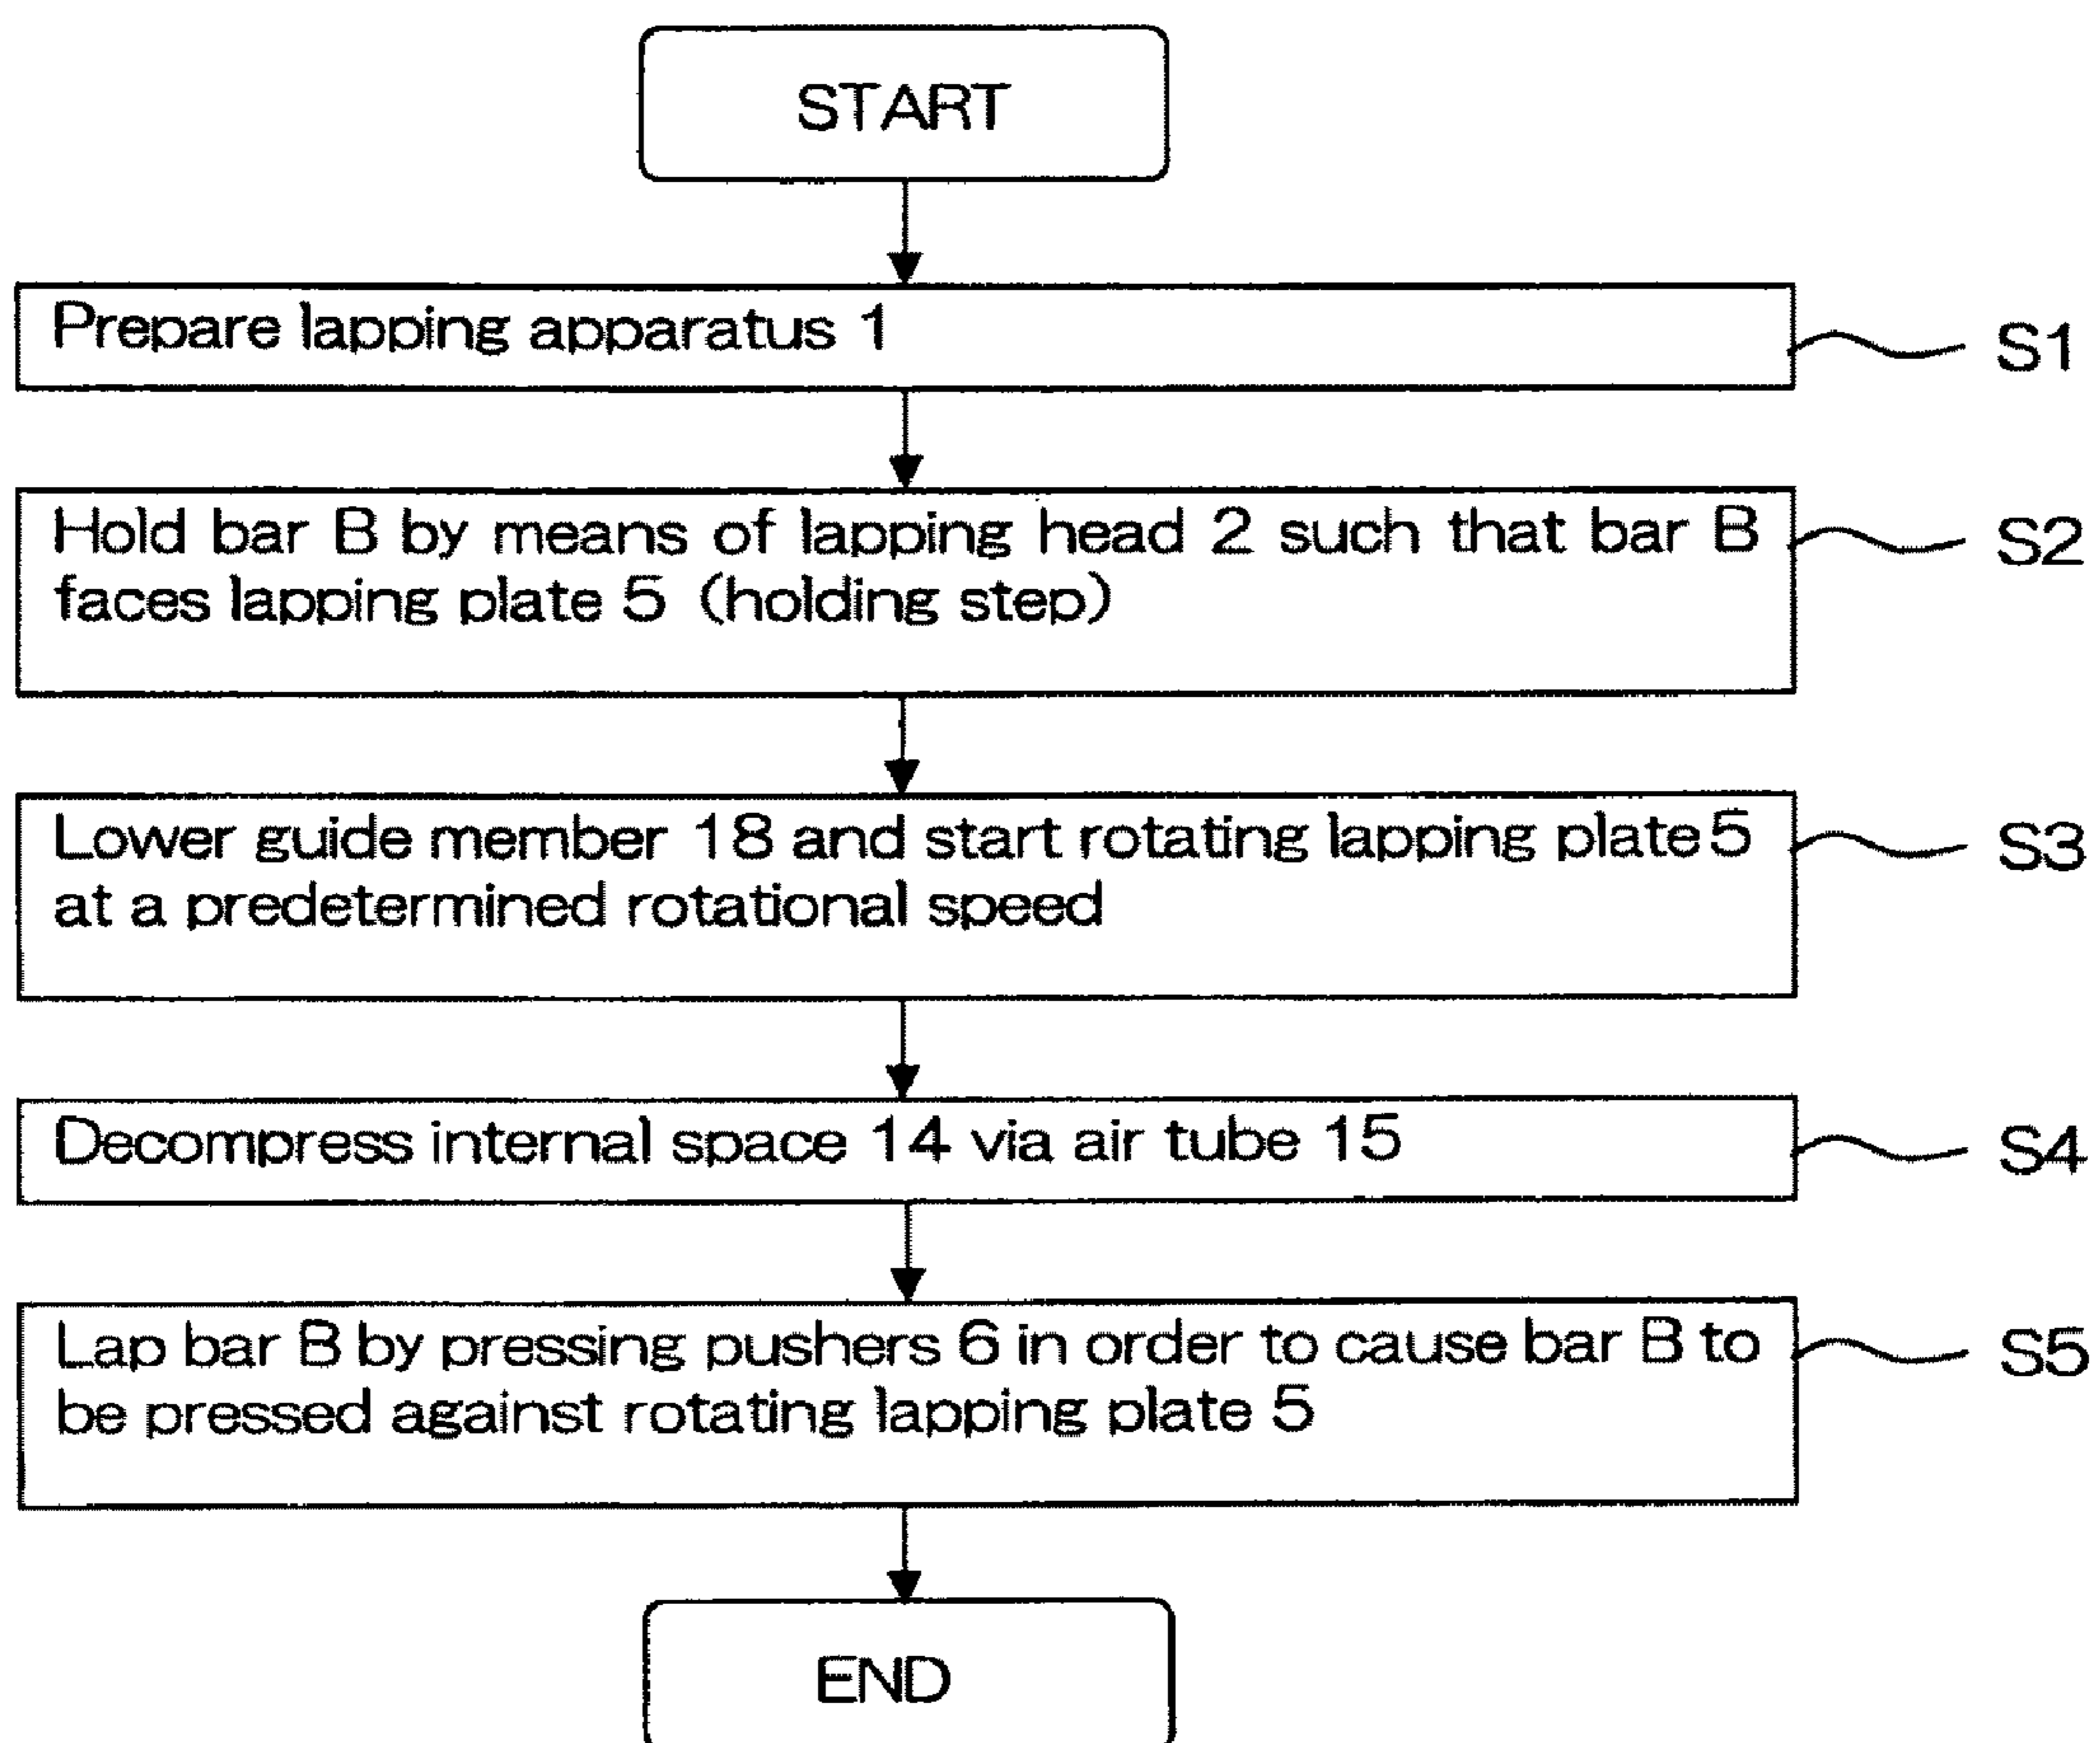 START
Prepare lapping apparatus 1
S1
Hold bar B by means of lapping head 2 such that bar B
faces lapping plate 5 (holding step)
S2
Lower guide member 18 and start rotating lapping plate 5
at a predetermined rotational speed
S3
Decompress internal space 14 via air tube 15
S4
Lap bar B by pressing pushers 6 in order to cause bar B to
be pressed against rotating lapping plate 5
S5
END